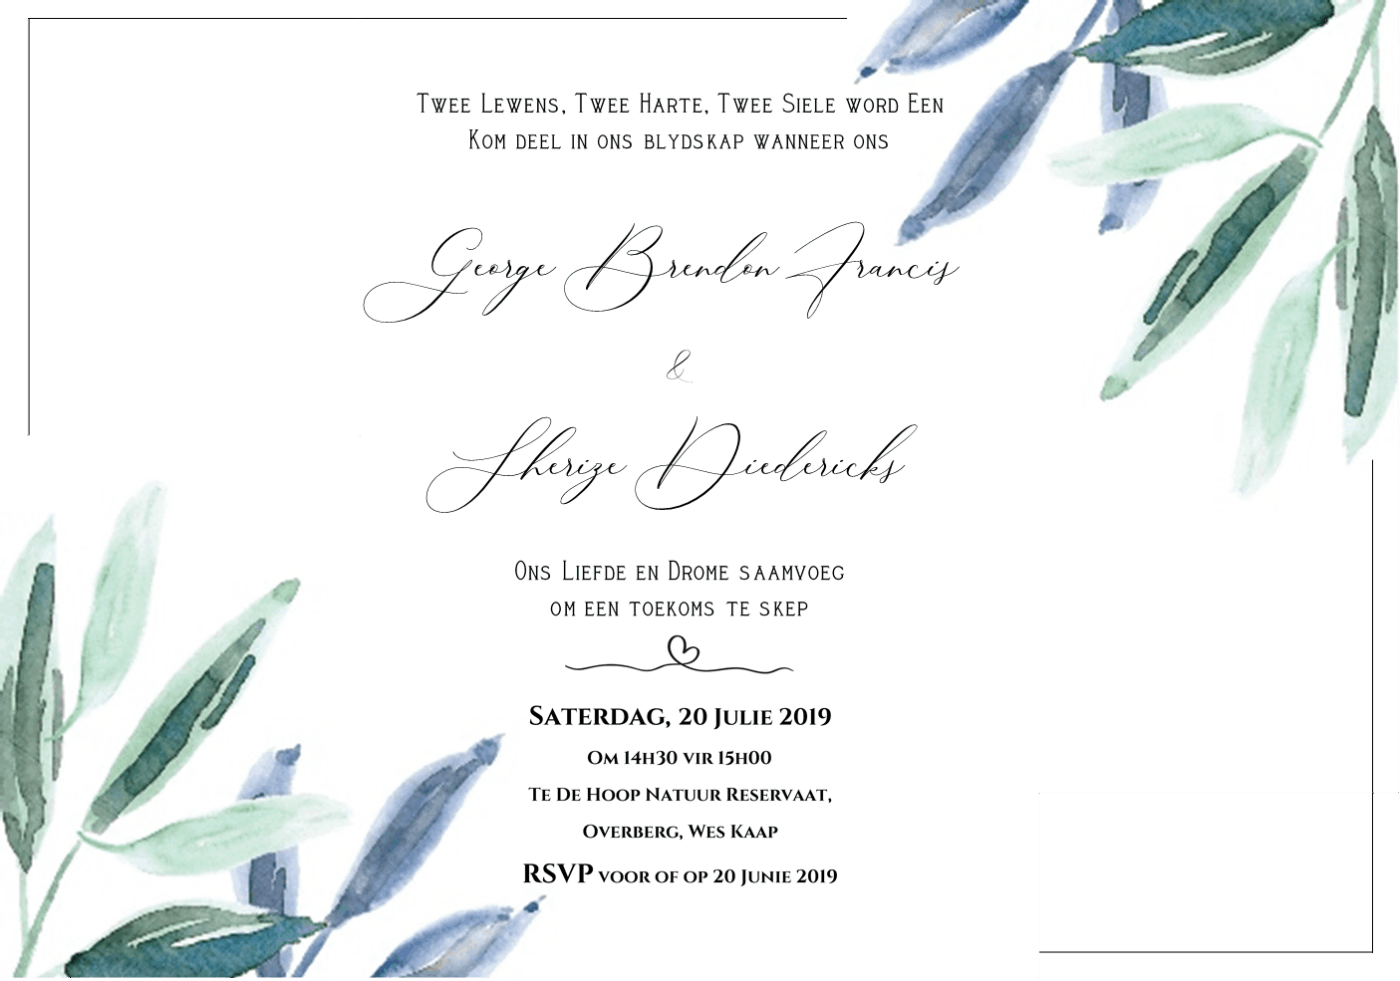 Twee Lewens, Twee Harte, Twee Siele word Een
Kom deel in ons blydskap wanneer ons
George Brendon Francis
&
Sherize Diedericks
Ons Liefde en Drome saamvoeg
om een toekoms te skep
Saterdag, 20 Julie 2019
Om 14h30 vir 15h00
Te De Hoop Natuur Reservaat,
Overberg, Wes Kaap
RSVP voor of op 20 Junie 2019